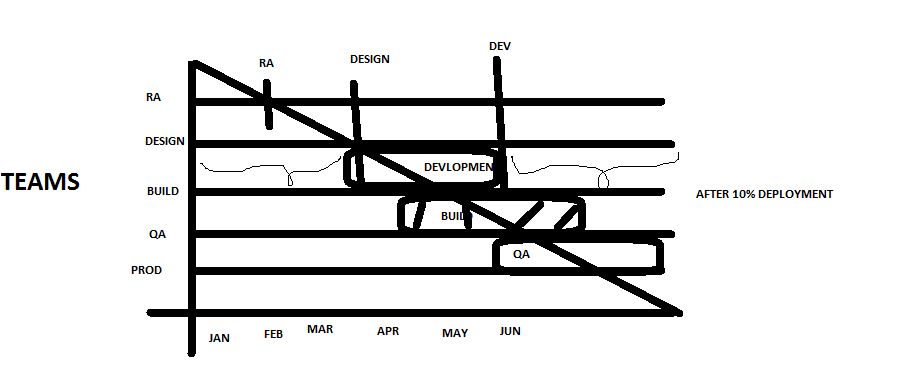 DEV
RA
DESIGN
RA
DESIGN
DEVLOPMEN
TEAMS
BUILD
AFTER 10% DEPLOYMENT
BUILD
QA
QA
PROD
JAN
FEB
MAR
APR
MAY
JUN